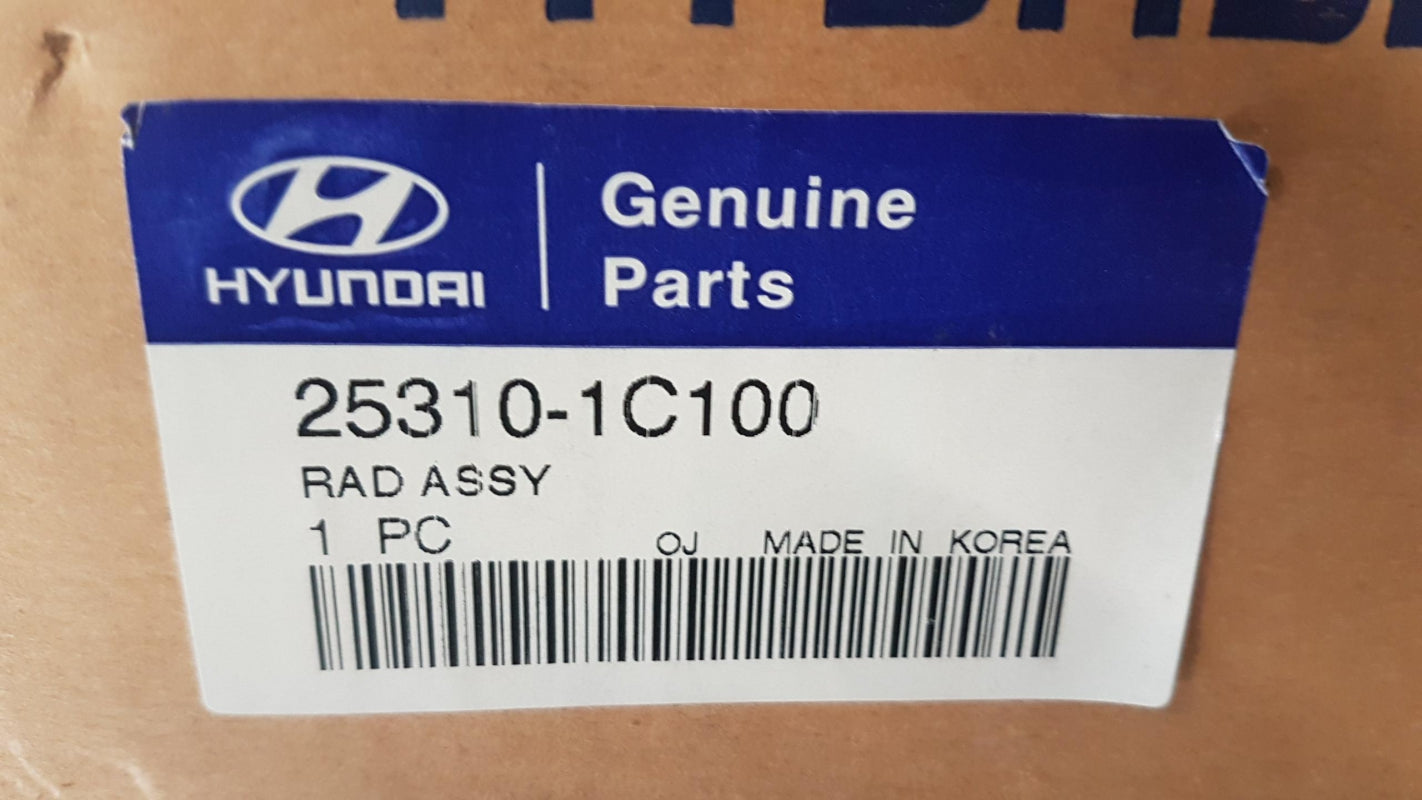 HYUNDAI
Genuine
Parts
25310-1C100
RAD ASSY
1 PC OJ MADE IN KOREA